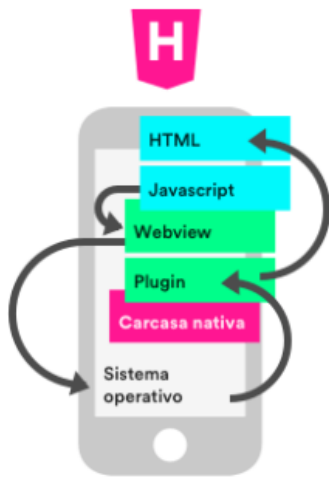 H
HTML
Javascript
Webview
Plugin
Carcasa nativa
Sistema
operativo